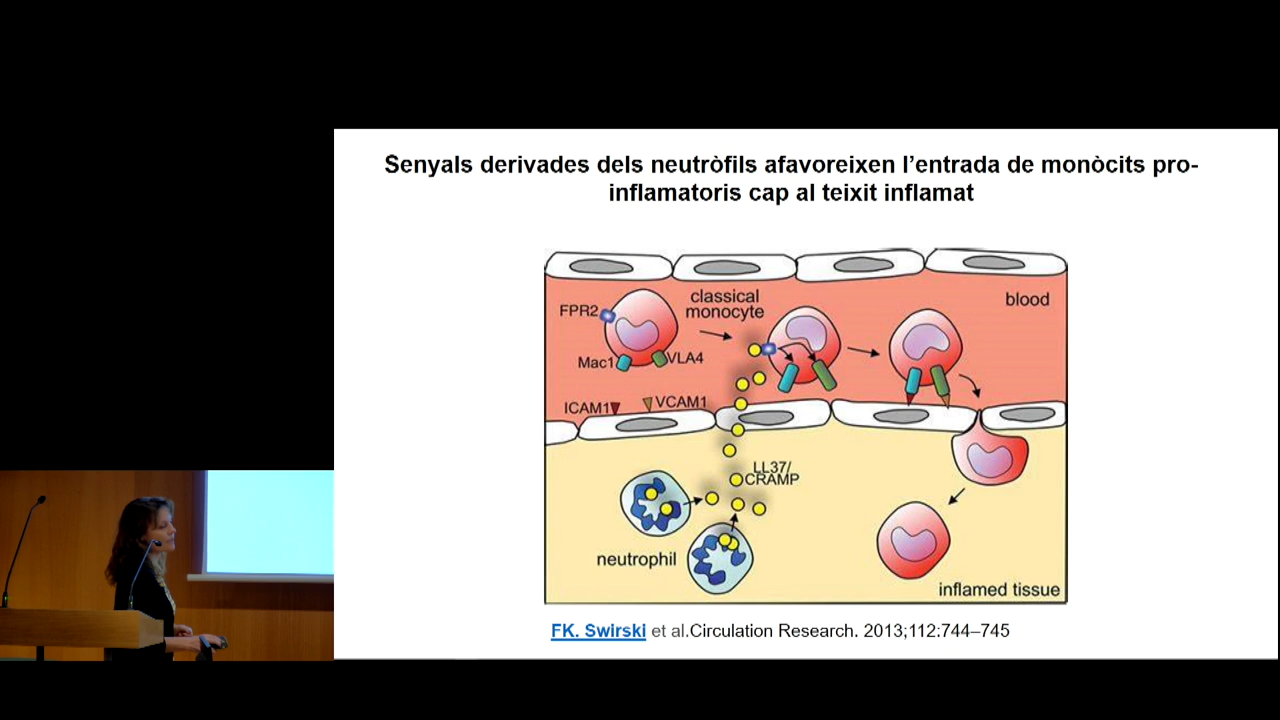 Senyals derivades dels neutròfils afavoreixen l’entrada de monòcits pro-
inflamatoris cap al teixit inflamat
FPR2
classical
monocyte
blood
Mac1
VLA4
ICAM1
VCAM1
LL37/
CRAMP
neutrophil
inflamed tissue
FK. Swirski et al.Circulation Research. 2013;112:744–745